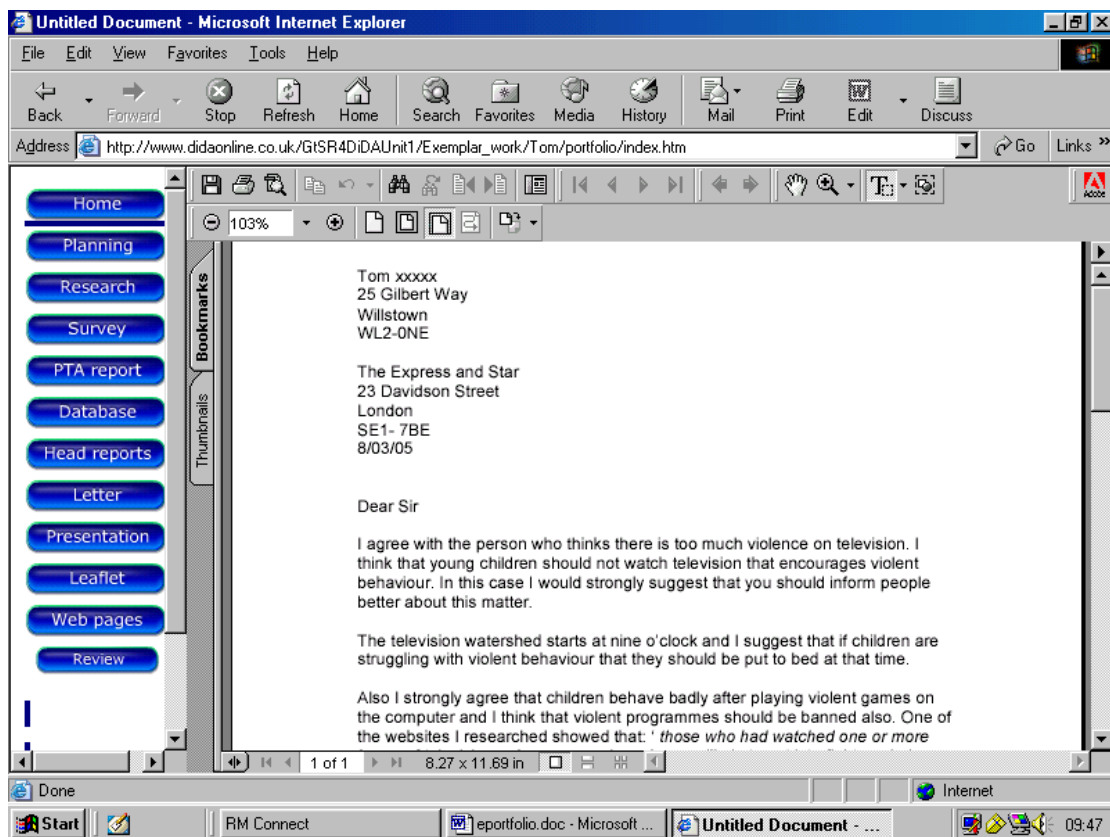 Untitled Document - Microsoft Internet Explorer
File Edit View Favorites Tools Help
Back Forward Stop Refresh Home Search Favorites Media History Mail Print Edit Discuss
Address http://www.didaonline.co.uk/GtSR4DiDAUnit1/Exemplar_work/Tom/portfolio/index.htm Go Links »
Home
Planning
Research
Survey
PTA report
Database
Head reports
Letter
Presentation
Leaflet
Web pages
Review
Adobe
103%
Bookmarks
Thumbnails
Tom xxxxx
25 Gilbert Way
Willstown
WL2-0NE
The Express and Star
23 Davidson Street
London
SE1- 7BE
8/03/05
Dear Sir
I agree with the person who thinks there is too much violence on television. I
think that young children should not watch television that encourages violent
behaviour. In this case I would strongly suggest that you should inform people
better about this matter.
The television watershed starts at nine o'clock and I suggest that if children are
struggling with violent behaviour that they should be put to bed at that time.
Also I strongly agree that children behave badly after playing violent games on
the computer and I think that violent programmes should be banned also. One of
the websites I researched showed that: ' those who had watched one or more
1 of 1 8.27 x 11.69 in
Done Internet
Start RM Connect eportfolio.doc - Microsoft ... Untitled Document - ... 09:47